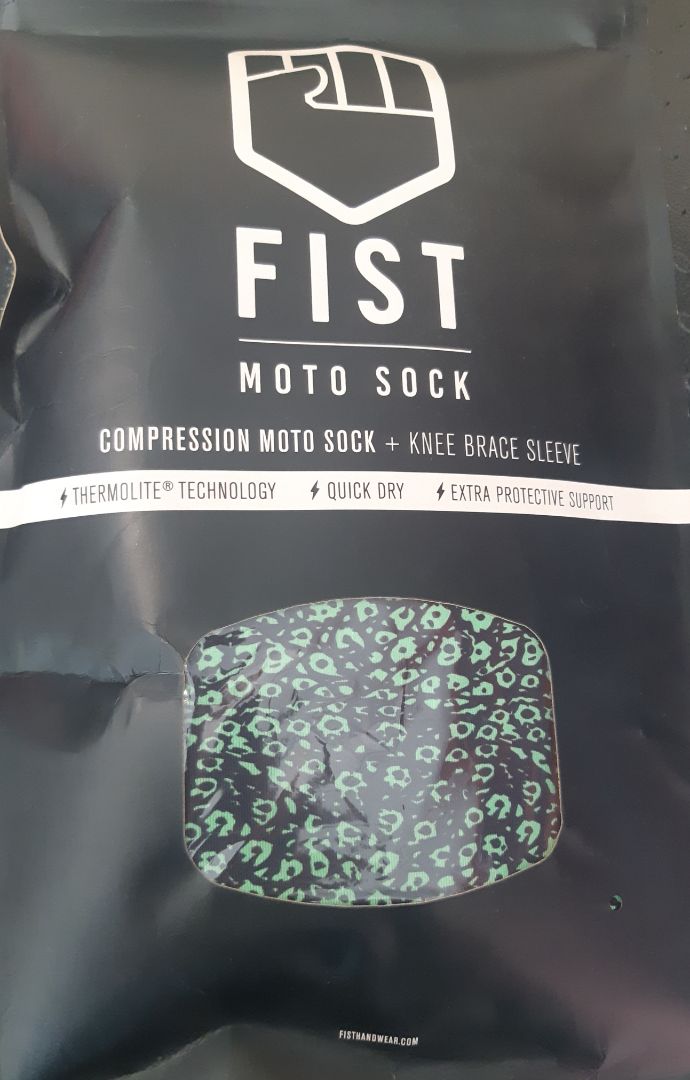 FIST
MOTO SOCK
COMPRESSION MOTO SOCK + KNEE BRACE SLEEVE
THERMOLITE® TECHNOLOGY QUICK DRY EXTRA PROTECTIVE SUPPORT
FISTHANDWEAR.COM